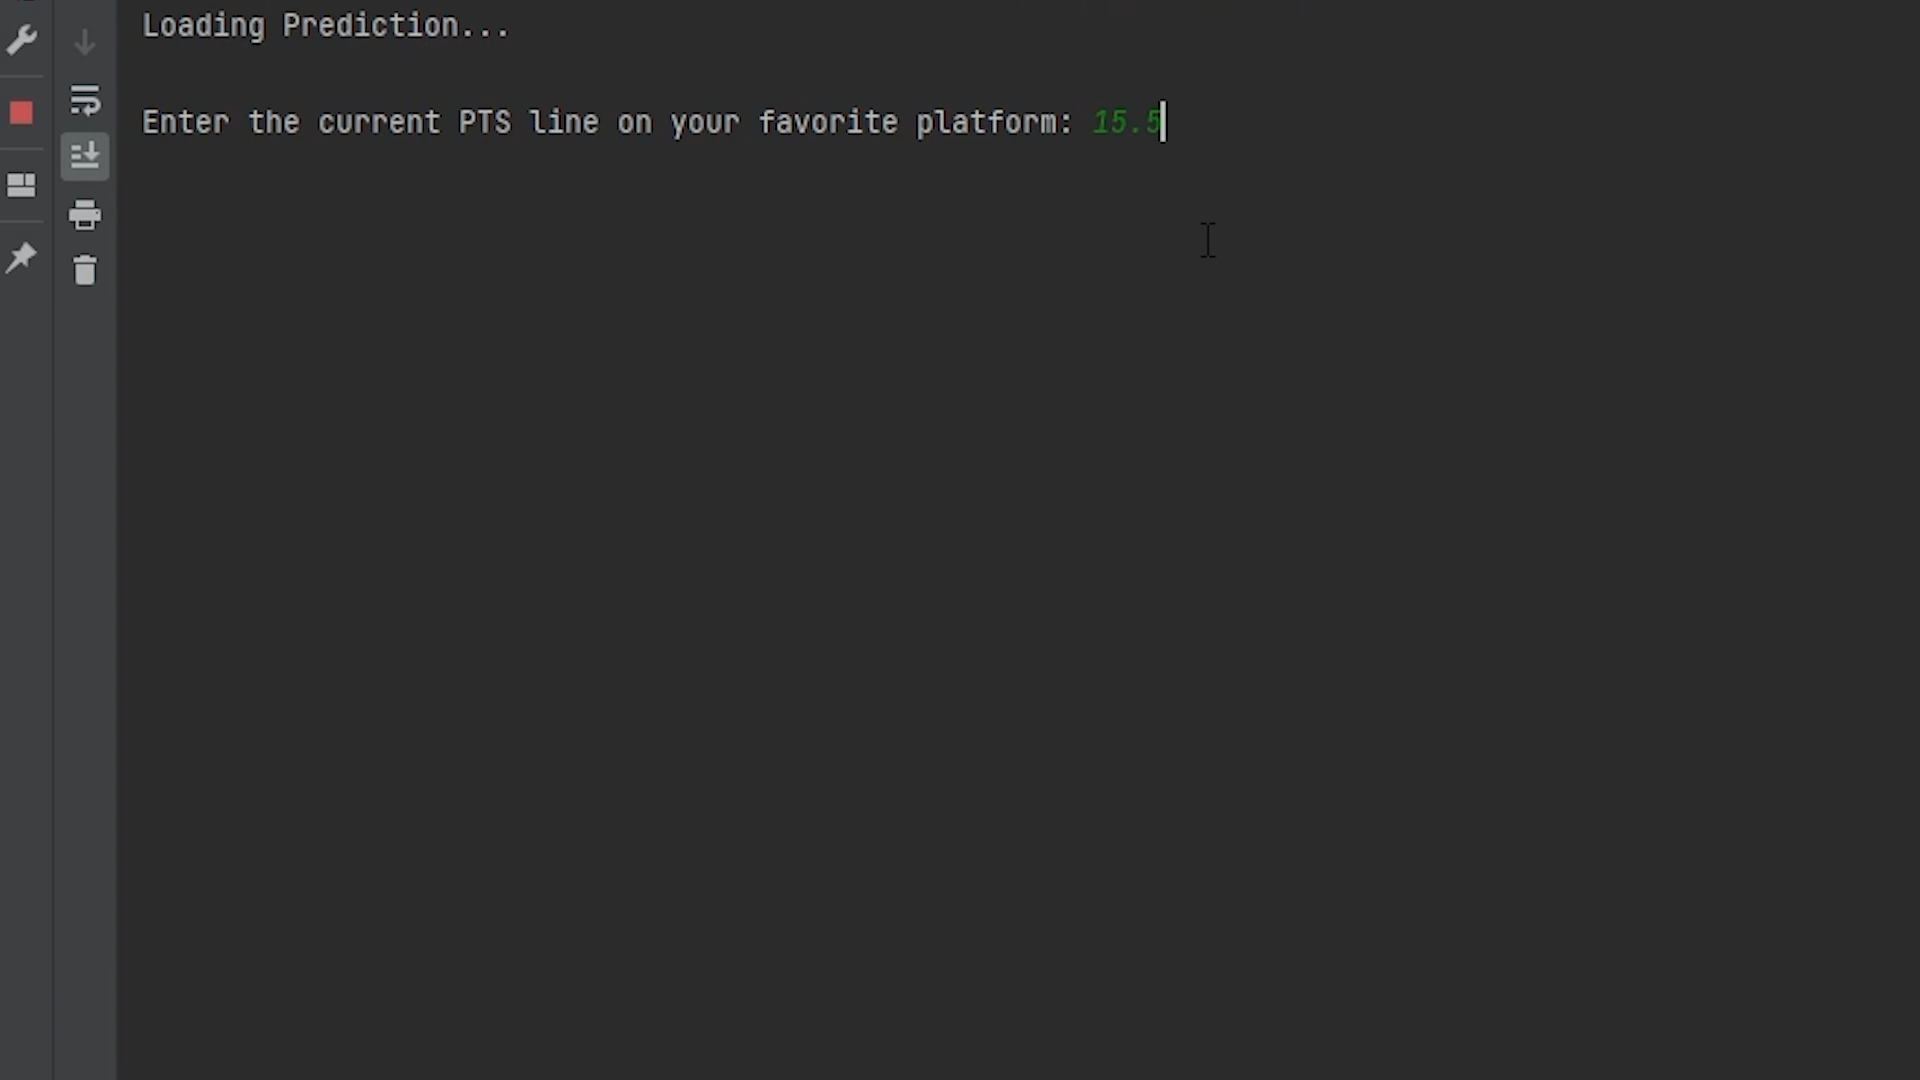 Loading Prediction...
Enter the current PTS line on your favorite platform: 15.5